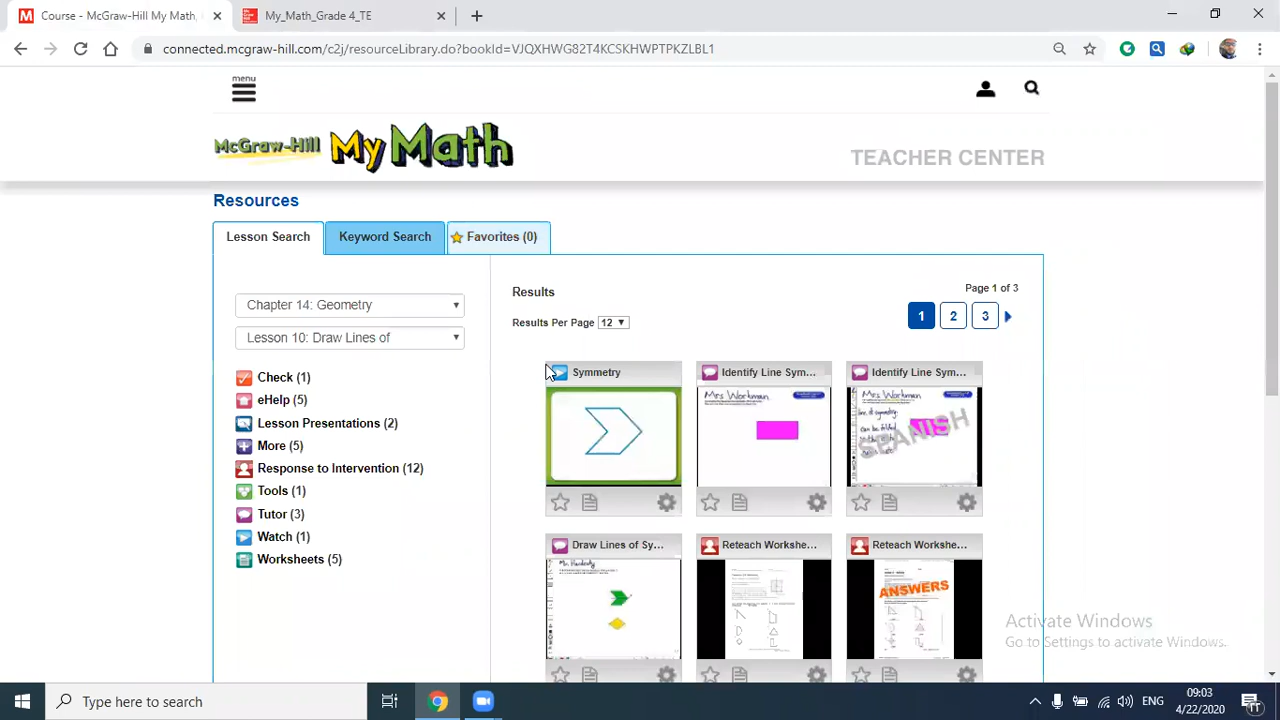 Course - McGraw-Hill My Math,
My_Math_Grade 4_TE
connected.mcgraw-hill.com/c2j/resourceLibrary.do?bookId=VJQXHWG82T4KCSKHWPTPKZLBL1
menu
McGraw-Hill My Math
TEACHER CENTER
Resources
Lesson Search
Keyword Search
Favorites (0)
Chapter 14: Geometry
Lesson 10: Draw Lines of
Check (1)
eHelp (5)
Lesson Presentations (2)
More (5)
Response to Intervention (12)
Tools (1)
Tutor (3)
Watch (1)
Worksheets (5)
Results
Page 1 of 3
Results Per Page 12
1 2 3
Symmetry
Identify Line Sym...
Identify Line Sym...
Mrs Workman
Mrs Workman
SPANISH
Draw Lines of Sy...
Reteach Workshe...
Reteach Workshe...
ANSWERS
Activate Windows
Go to Settings to activate Windows.
Type here to search
ENG
09:03
4/22/2020